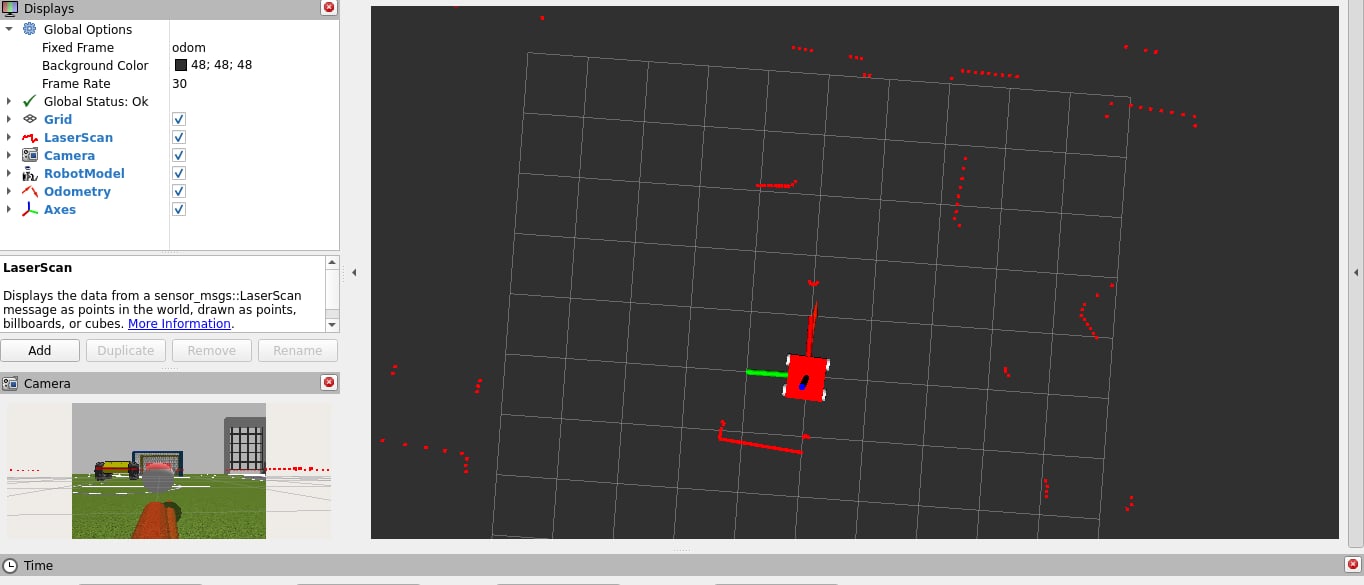 Displays
Global Options
Fixed Frame odom
Background Color 48; 48; 48
Frame Rate 30
Global Status: Ok
Grid
LaserScan
Camera
RobotModel
Odometry
Axes
LaserScan
Displays the data from a sensor_msgs::LaserScan
message as points in the world, drawn as points,
billboards, or cubes. More Information.
Add Duplicate Remove Rename
Camera
Time